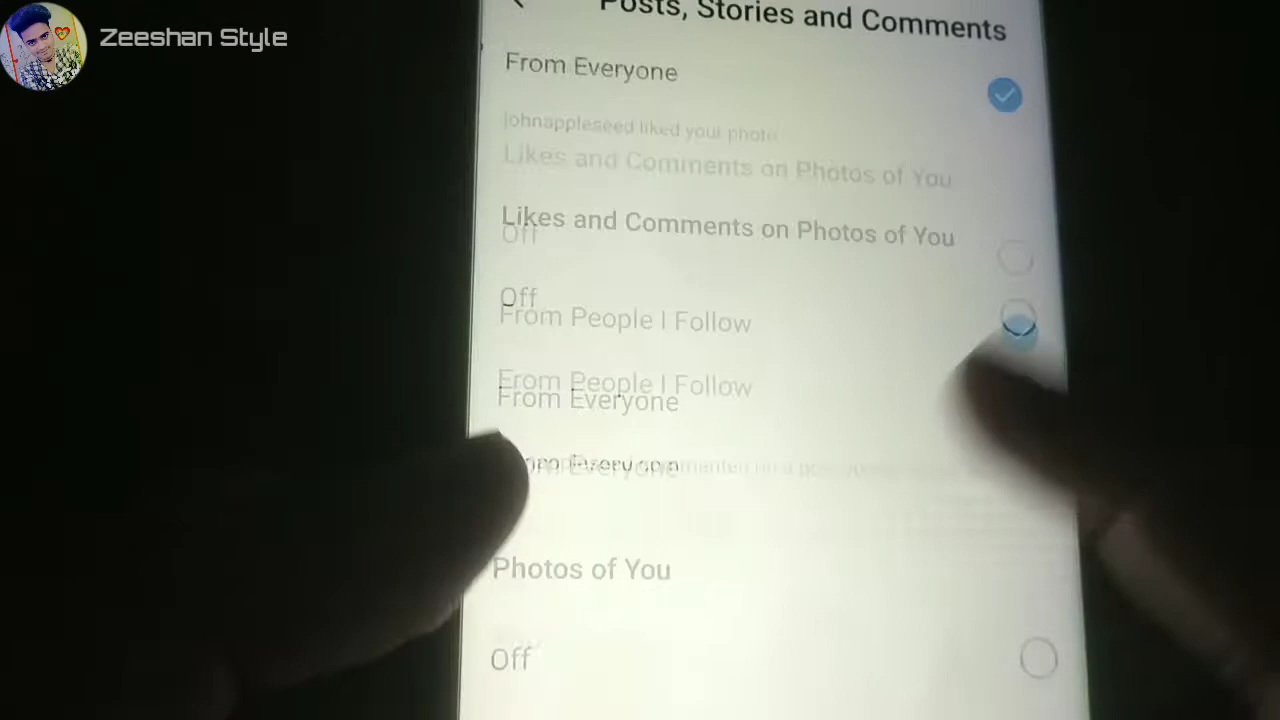 Zeeshan Style
Posts, Stories and Comments
From Everyone
johnappleseed liked your photo
Likes and Comments on Photos of You
Likes and Comments on Photos of You
Off
Off
From People I Follow
From People I Follow
From Everyone
From Everyone
Photos of You
Off